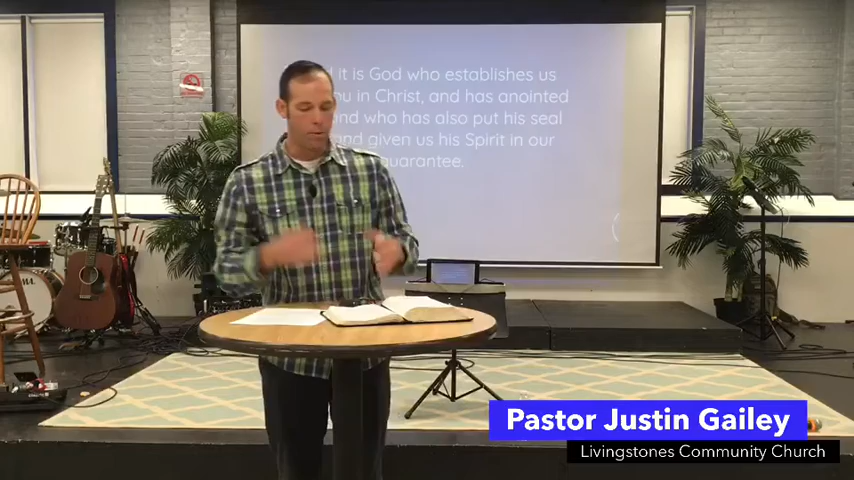 it is God who establishes us
in Christ, and has anointed
and who has also put his seal
and given us his Spirit in our
guarantee.
Pastor Justin Gailey
Livingstones Community Church